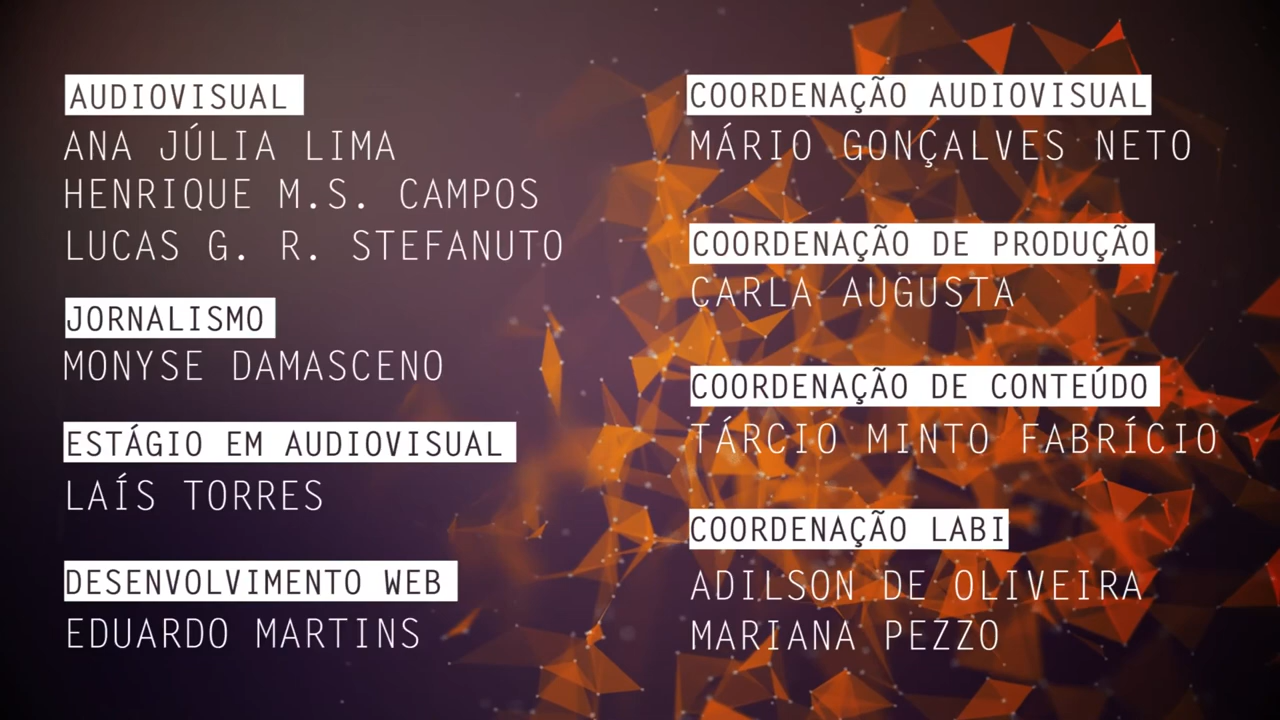 AUDIOVISUAL
ANA JÚLIA LIMA
HENRIQUE M.S. CAMPOS
LUCAS G. R. STEFANUTO
JORNALISMO
MONYSE DAMASCENO
ESTÁGIO EM AUDIOVISUAL
LAÍS TORRES
DESENVOLVIMENTO WEB
EDUARDO MARTINS
COORDENAÇÃO AUDIOVISUAL
MÁRIO GONÇALVES NETO
COORDENAÇÃO DE PRODUÇÃO
CARLA AUGUSTA
COORDENAÇÃO DE CONTEÚDO
TÁRCIO MINTO FABRÍCIO
COORDENAÇÃO LABI
ADILSON DE OLIVEIRA
MARIANA PEZZO